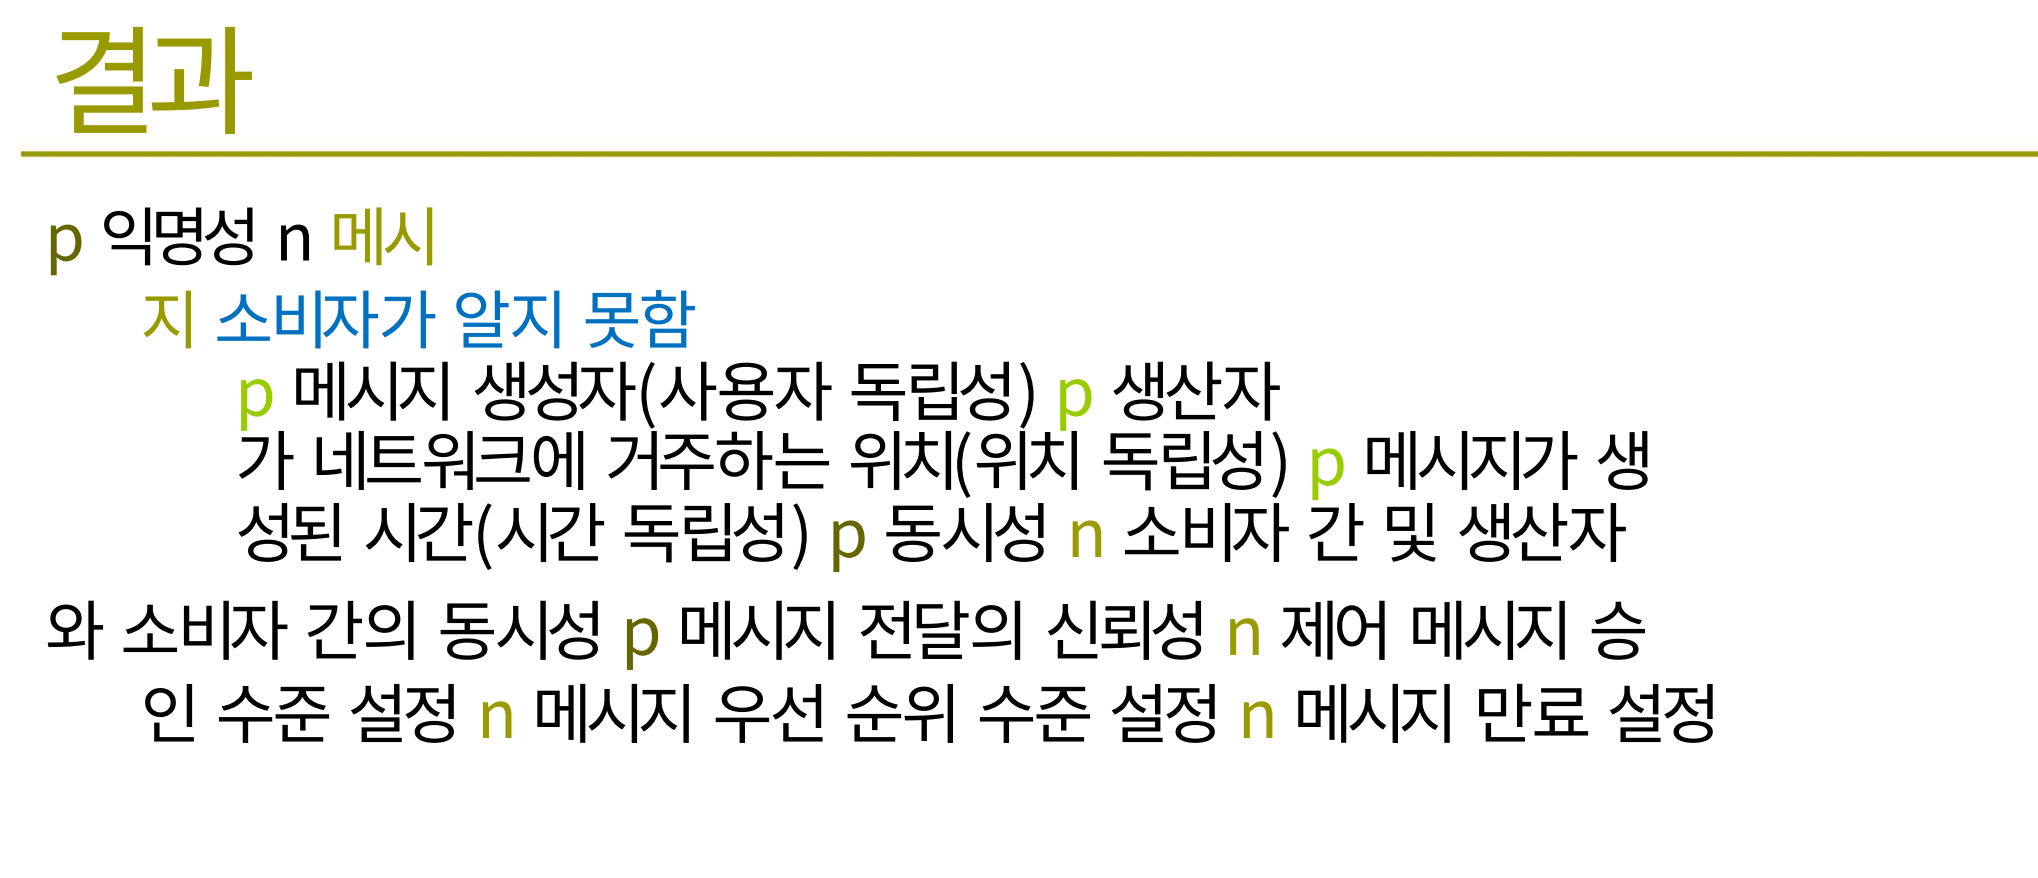 결과
p 익명성 n 메시
지 소비자가 알지 못함
p 메시지 생성자(사용자 독립성) p 생산자
가 네트워크에 거주하는 위치(위치 독립성) p 메시지가 생
성된 시간(시간 독립성) p 동시성 n 소비자 간 및 생산자
와 소비자 간의 동시성 p 메시지 전달의 신뢰성 n 제어 메시지 승
인 수준 설정 n 메시지 우선 순위 수준 설정 n 메시지 만료 설정